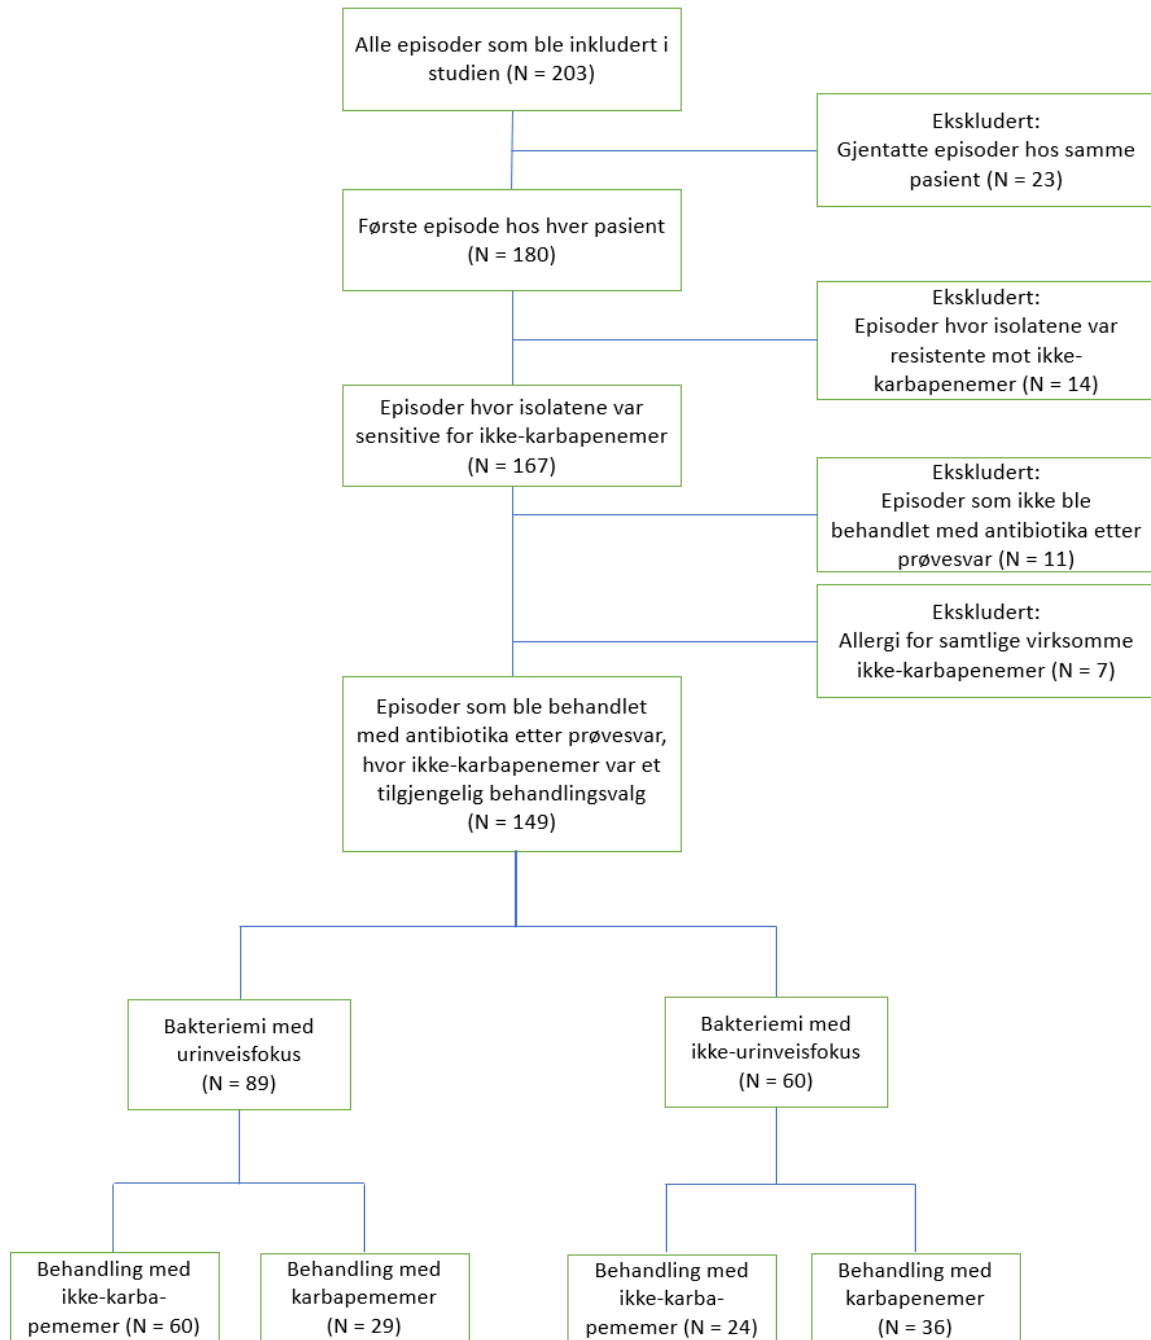 Alle episoder som ble inkludert i
studien (N = 203)
Ekskludert:
Gjentatte episoder hos samme
pasient (N = 23)
Første episode hos hver pasient
(N = 180)
Ekskludert:
Episoder hvor isolatene var
resistente mot ikke-
karbapenemer (N = 14)
Episoder hvor isolatene var
sensitive for ikke-karbapenemer
(N = 167)
Ekskludert:
Episoder som ikke ble
behandlet med antibiotika etter
prøvesvar (N = 11)
Ekskludert:
Allergi for samtlige virksomme
ikke-karbapenemer (N = 7)
Episoder som ble behandlet
med antibiotika etter prøvesvar,
hvor ikke-karbapenemer var et
tilgjengelig behandlingsvalg
(N = 149)
Bakteriemi med
urinveisfokus
(N = 89)
Bakteriemi med
ikke-urinveisfokus
(N = 60)
Behandling med
ikke-karba-
pememer (N = 60)
Behandling med
karbapememer
(N = 29)
Behandling med
ikke-karba-
pememer (N = 24)
Behandling med
karbapenemer
(N = 36)